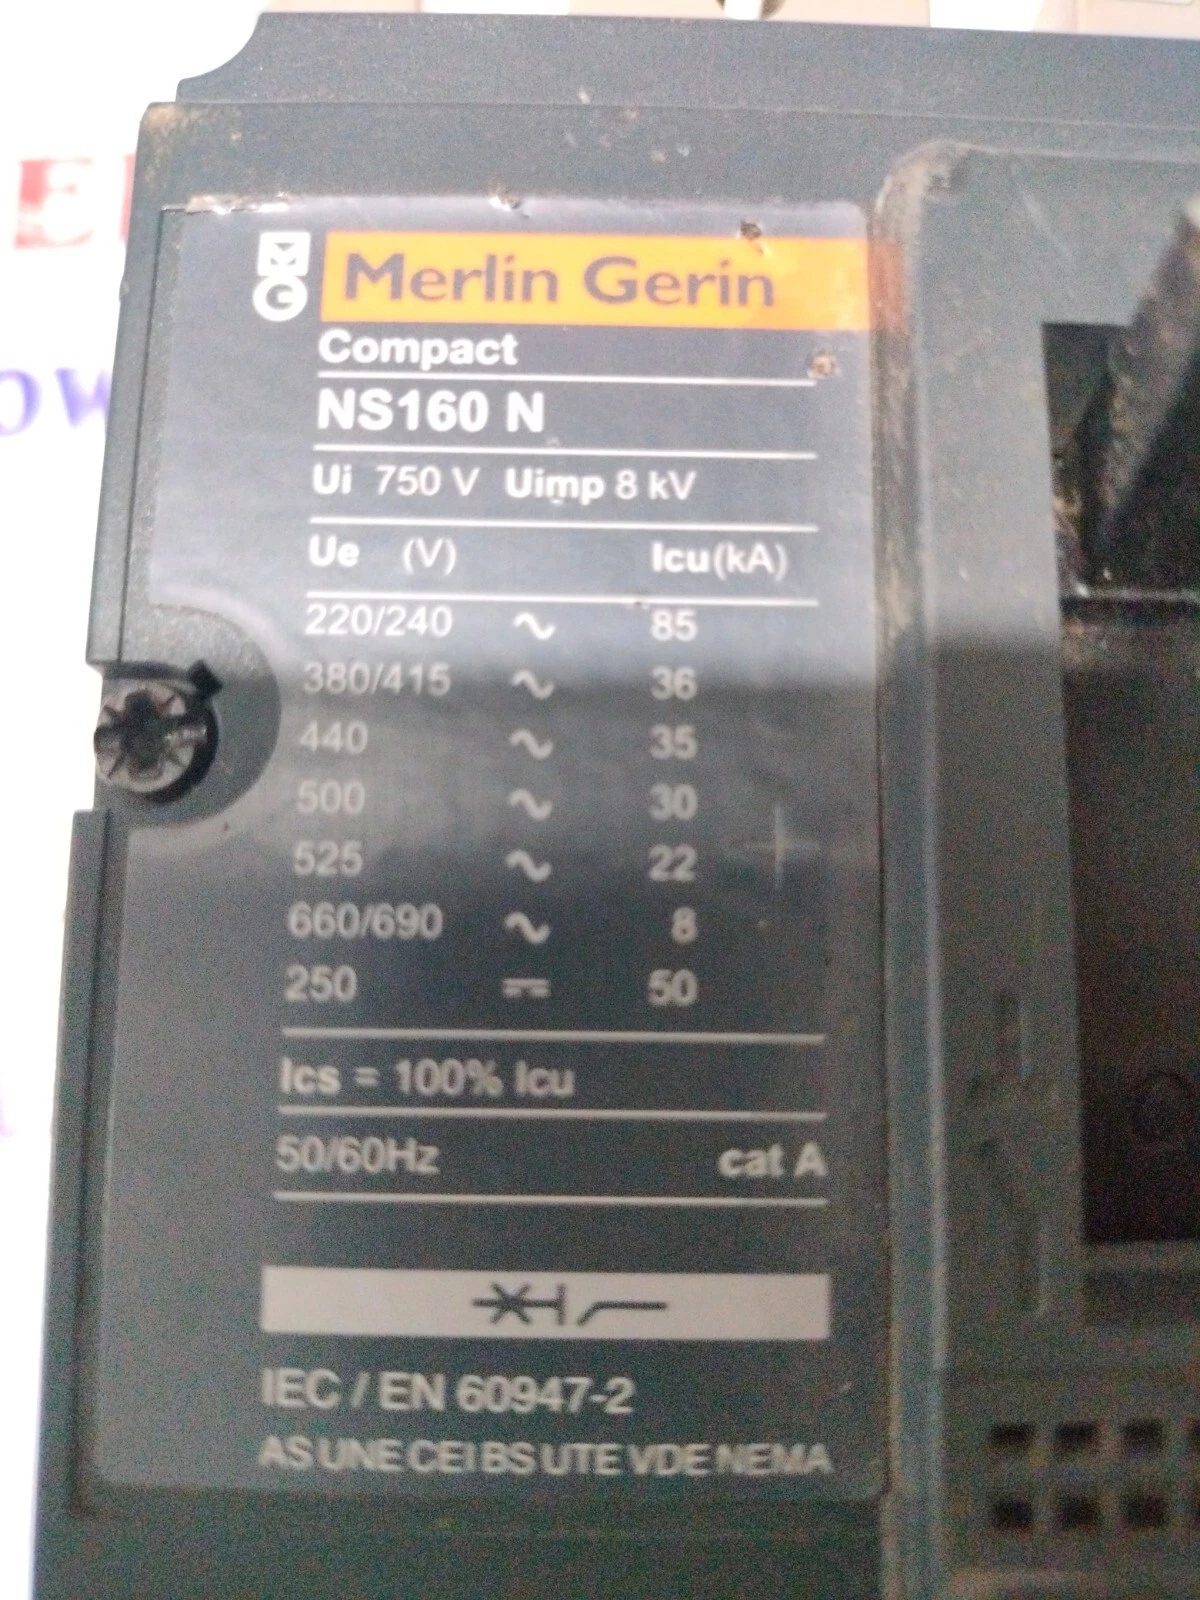 MG Merlin Gerin
Compact
NS160 N
Ui 750 V Uimp 8 kV
Ue (V) Icu(kA)
220/240 ~ 85
380/415 ~ 36
440 ~ 35
500 ~ 30
525 ~ 22
660/690 ~ 8
250 ⎓ 50
Ics = 100% Icu
50/60Hz cat A
IEC / EN 60947-2
AS UNE CEI BS UTE VDE NEMA